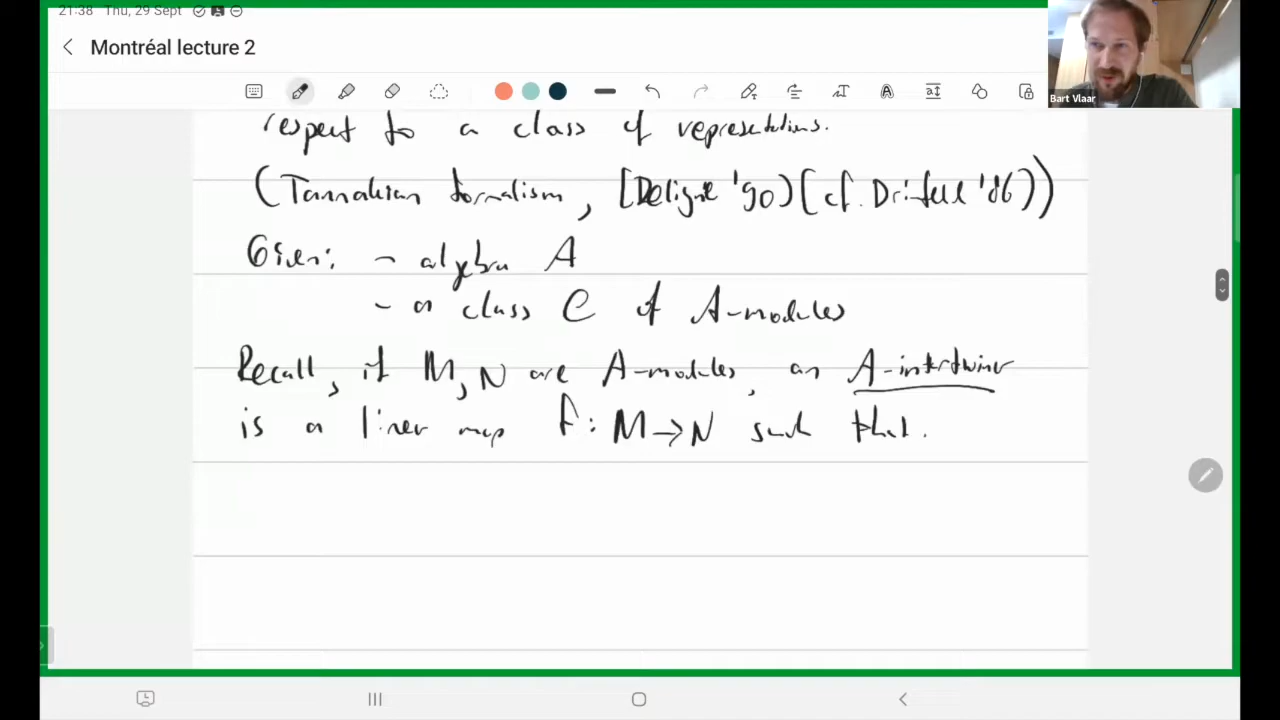 21:38 Thu, 29 Sept
Montréal lecture 2
Bart Vlaar
respect to a class of representations.
(Tannakian formalism, [Deligne '90](cf. Drinfeld '86))
Given: - algebra A
- a class C of A-modules
Recall, if M, N are A-modules, an A-intertwiner
is a linear map f: M → N such that.